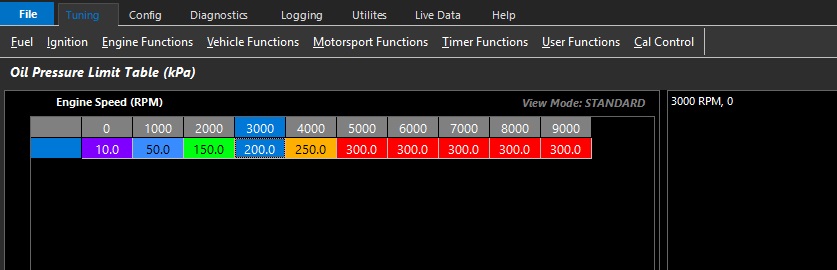 File Tuning Config Diagnostics Logging Utilites Live Data Help
Fuel Ignition Engine Functions Vehicle Functions Motorsport Functions Timer Functions User Functions Cal Control
Oil Pressure Limit Table (kPa)
Engine Speed (RPM) View Mode: STANDARD 3000 RPM, 0
0 1000 2000 3000 4000 5000 6000 7000 8000 9000
10.0 50.0 150.0 200.0 250.0 300.0 300.0 300.0 300.0 300.0